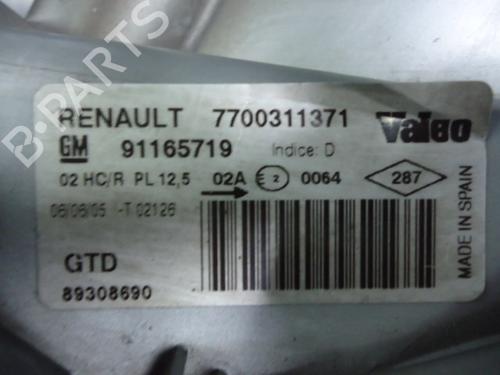 B-PARTS
RENAULT 7700311371 Valeo
GM 91165719 Indice: D
02 HC/R PL 12,5 02A E2 0064 287
06/06/05 -T 02126
GTD
89308690
MADE IN SPAIN